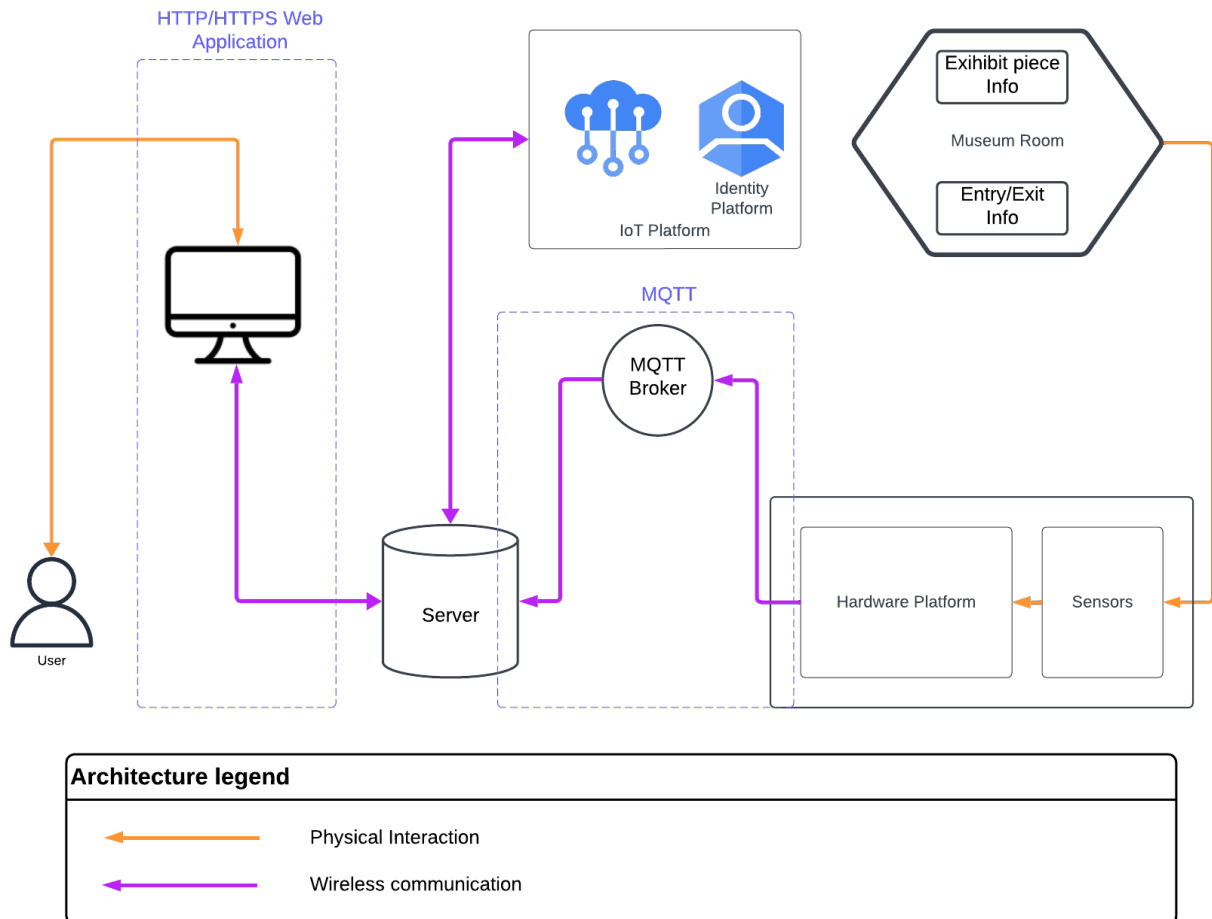 HTTP/HTTPS Web
Application
Exihibit piece
Info
Museum Room
Entry/Exit
Info
Identity
Platform
IoT Platform
MQTT
MQTT
Broker
Server
Hardware Platform
Sensors
User
Architecture legend
Physical Interaction
Wireless communication